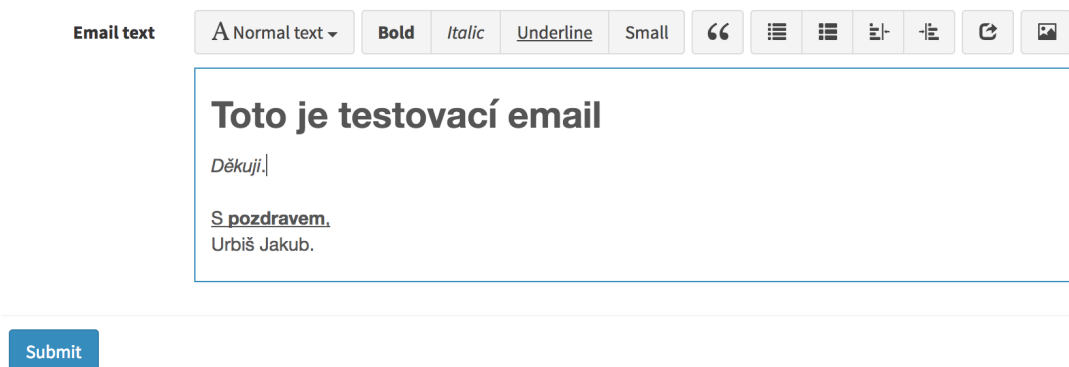 Email text
A Normal text Bold Italic Underline Small
Toto je testovací email
Děkuji.
S pozdravem,
Urbiš Jakub.
Submit